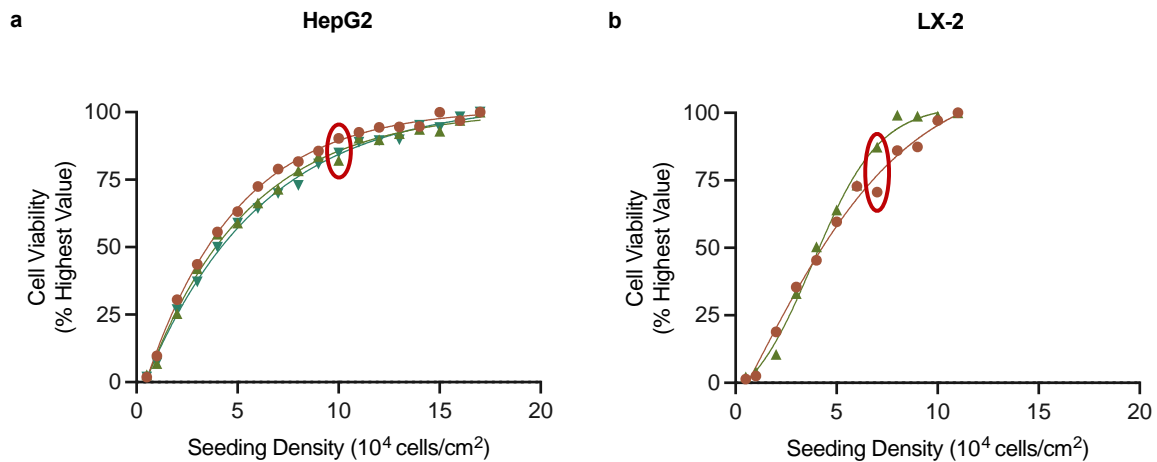 a
HepG2
Cell Viability
(% Highest Value)
100
75
50
25
0
0
5
10
15
20
Seeding Density (10⁴ cells/cm²)
b
LX-2
Cell Viability
(% Highest Value)
100
75
50
25
0
0
5
10
15
20
Seeding Density (10⁴ cells/cm²)